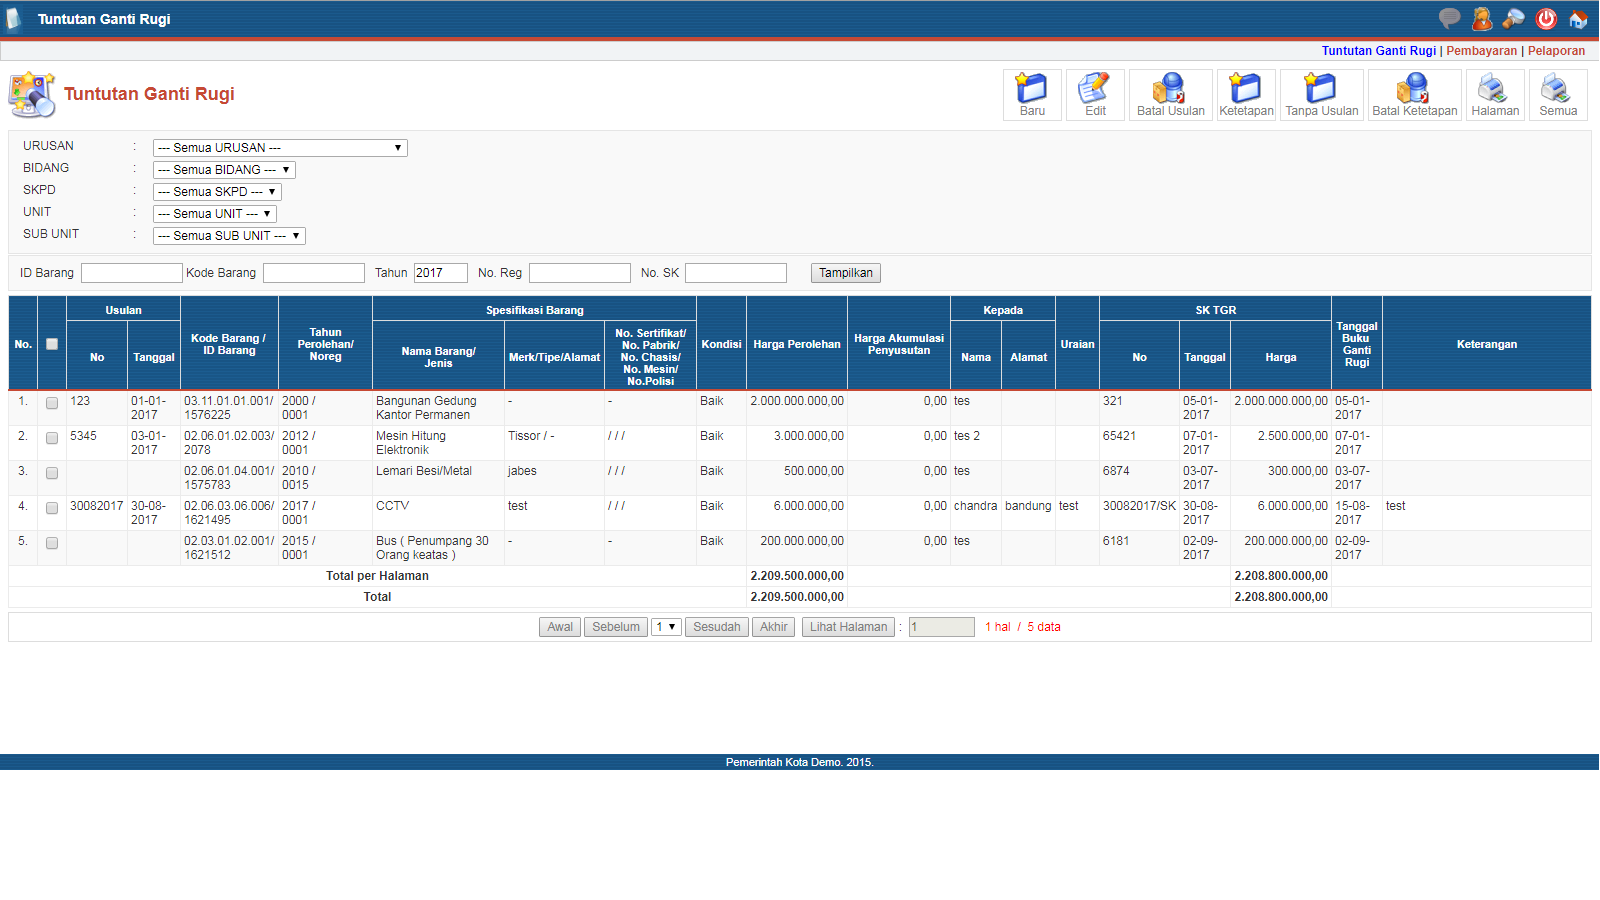 Tuntutan Ganti Rugi
Tuntutan Ganti Rugi | Pembayaran | Pelaporan
Tuntutan Ganti Rugi
Baru Edit Batal Usulan Ketetapan Tanpa Usulan Batal Ketetapan Halaman Semua
URUSAN : --- Semua URUSAN ---
BIDANG : --- Semua BIDANG ---
SKPD : --- Semua SKPD ---
UNIT : --- Semua UNIT ---
SUB UNIT : --- Semua SUB UNIT ---
ID Barang Kode Barang Tahun 2017 No. Reg No. SK Tampilkan
No. Usulan Kode Barang / ID Barang Tahun Perolehan/ Noreg Spesifikasi Barang Kondisi Harga Perolehan Harga Akumulasi Penyusutan Kepada Uraian SK TGR Tanggal Buku Ganti Rugi Keterangan
No Tanggal Nama Barang/ Jenis Merk/Tipe/Alamat No. Sertifikat/ No. Pabrik/ No. Chasis/ No. Mesin/ No.Polisi Nama Alamat No Tanggal Harga
1. 123 01-01-2017 03.11.01.01.001/ 1576225 2000 / 0001 Bangunan Gedung Kantor Permanen - - Baik 2.000.000.000,00 0,00 tes 321 05-01-2017 2.000.000.000,00 05-01-2017
2. 5345 03-01-2017 02.06.01.02.003/ 2078 2012 / 0001 Mesin Hitung Elektronik Tissor / - / / / Baik 3.000.000,00 0,00 tes 2 65421 07-01-2017 2.500.000,00 07-01-2017
3. 02.06.01.04.001/ 1575783 2010 / 0015 Lemari Besi/Metal jabes / / / Baik 500.000,00 0,00 tes 6874 03-07-2017 300.000,00 03-07-2017
4. 30082017 30-08-2017 02.06.03.06.006/ 1621495 2017 / 0001 CCTV test / / / Baik 6.000.000,00 0,00 chandra bandung test 30082017/SK 30-08-2017 6.000.000,00 15-08-2017 test
5. 02.03.01.02.001/ 1621512 2015 / 0001 Bus ( Penumpang 30 Orang keatas ) - - Baik 200.000.000,00 0,00 tes 6181 02-09-2017 200.000.000,00 02-09-2017
Total per Halaman 2.209.500.000,00 2.208.800.000,00
Total 2.209.500.000,00 2.208.800.000,00
Awal Sebelum 1 Sesudah Akhir Lihat Halaman : 1 1 hal / 5 data
Pemerintah Kota Demo. 2015.